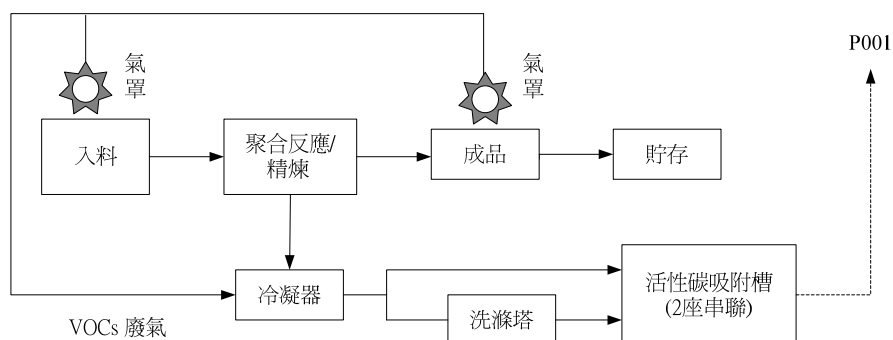 P001
氣
罩
氣
罩
入料
聚合反應/
精煉
成品
貯存
冷凝器
洗滌塔
活性碳吸附槽
(2座串聯)
VOCs 廢氣